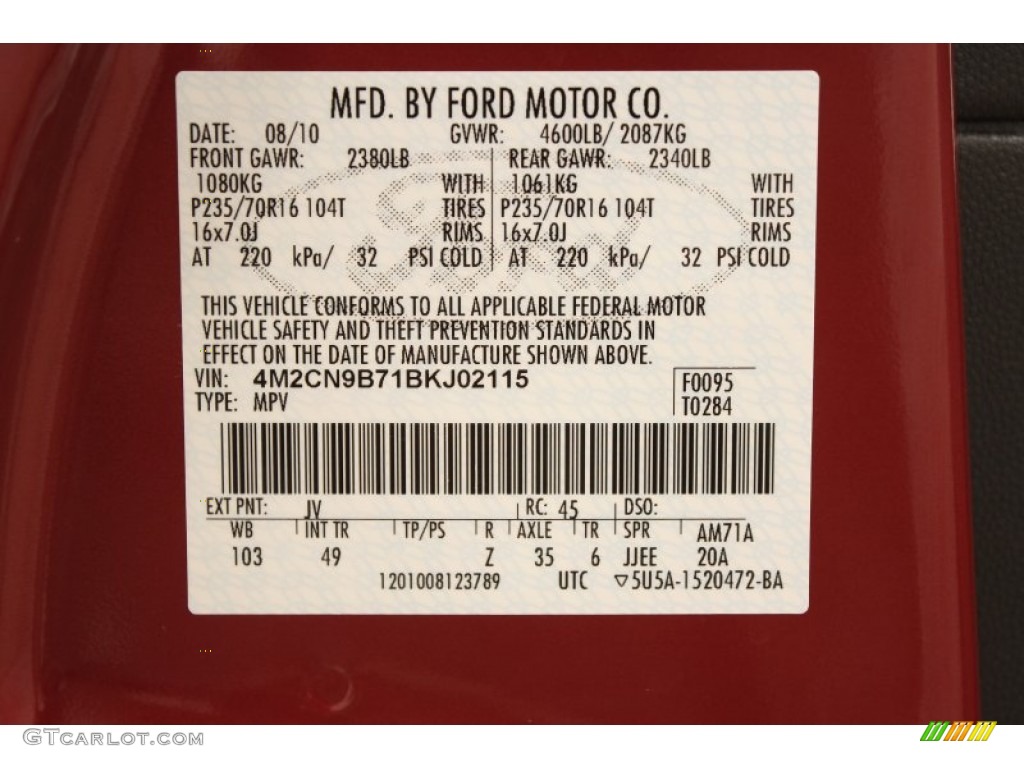 MFD. BY FORD MOTOR CO.
DATE: 08/10 GVWR: 4600LB/ 2087KG
FRONT GAWR: 2380LB REAR GAWR: 2340LB
1080KG WITH 1061KG WITH
P235/70R16 104T TIRES P235/70R16 104T TIRES
16x7.0J RIMS 16x7.0J RIMS
AT 220 kPa/ 32 PSI COLD AT 220 kPa/ 32 PSI COLD
THIS VEHICLE CONFORMS TO ALL APPLICABLE FEDERAL MOTOR
VEHICLE SAFETY AND THEFT PREVENTION STANDARDS IN
EFFECT ON THE DATE OF MANUFACTURE SHOWN ABOVE.
VIN: 4M2CN9B71BKJ02115 F0095
TYPE: MPV T0284
EXT PNT: JV RC: 45 DSO:
WB INT TR TP/PS R AXLE TR SPR AM71A
103 49 Z 35 6 JJEE 20A
1201008123789 UTC ▽5U5A-1520472-BA
GTCARLOT.COM